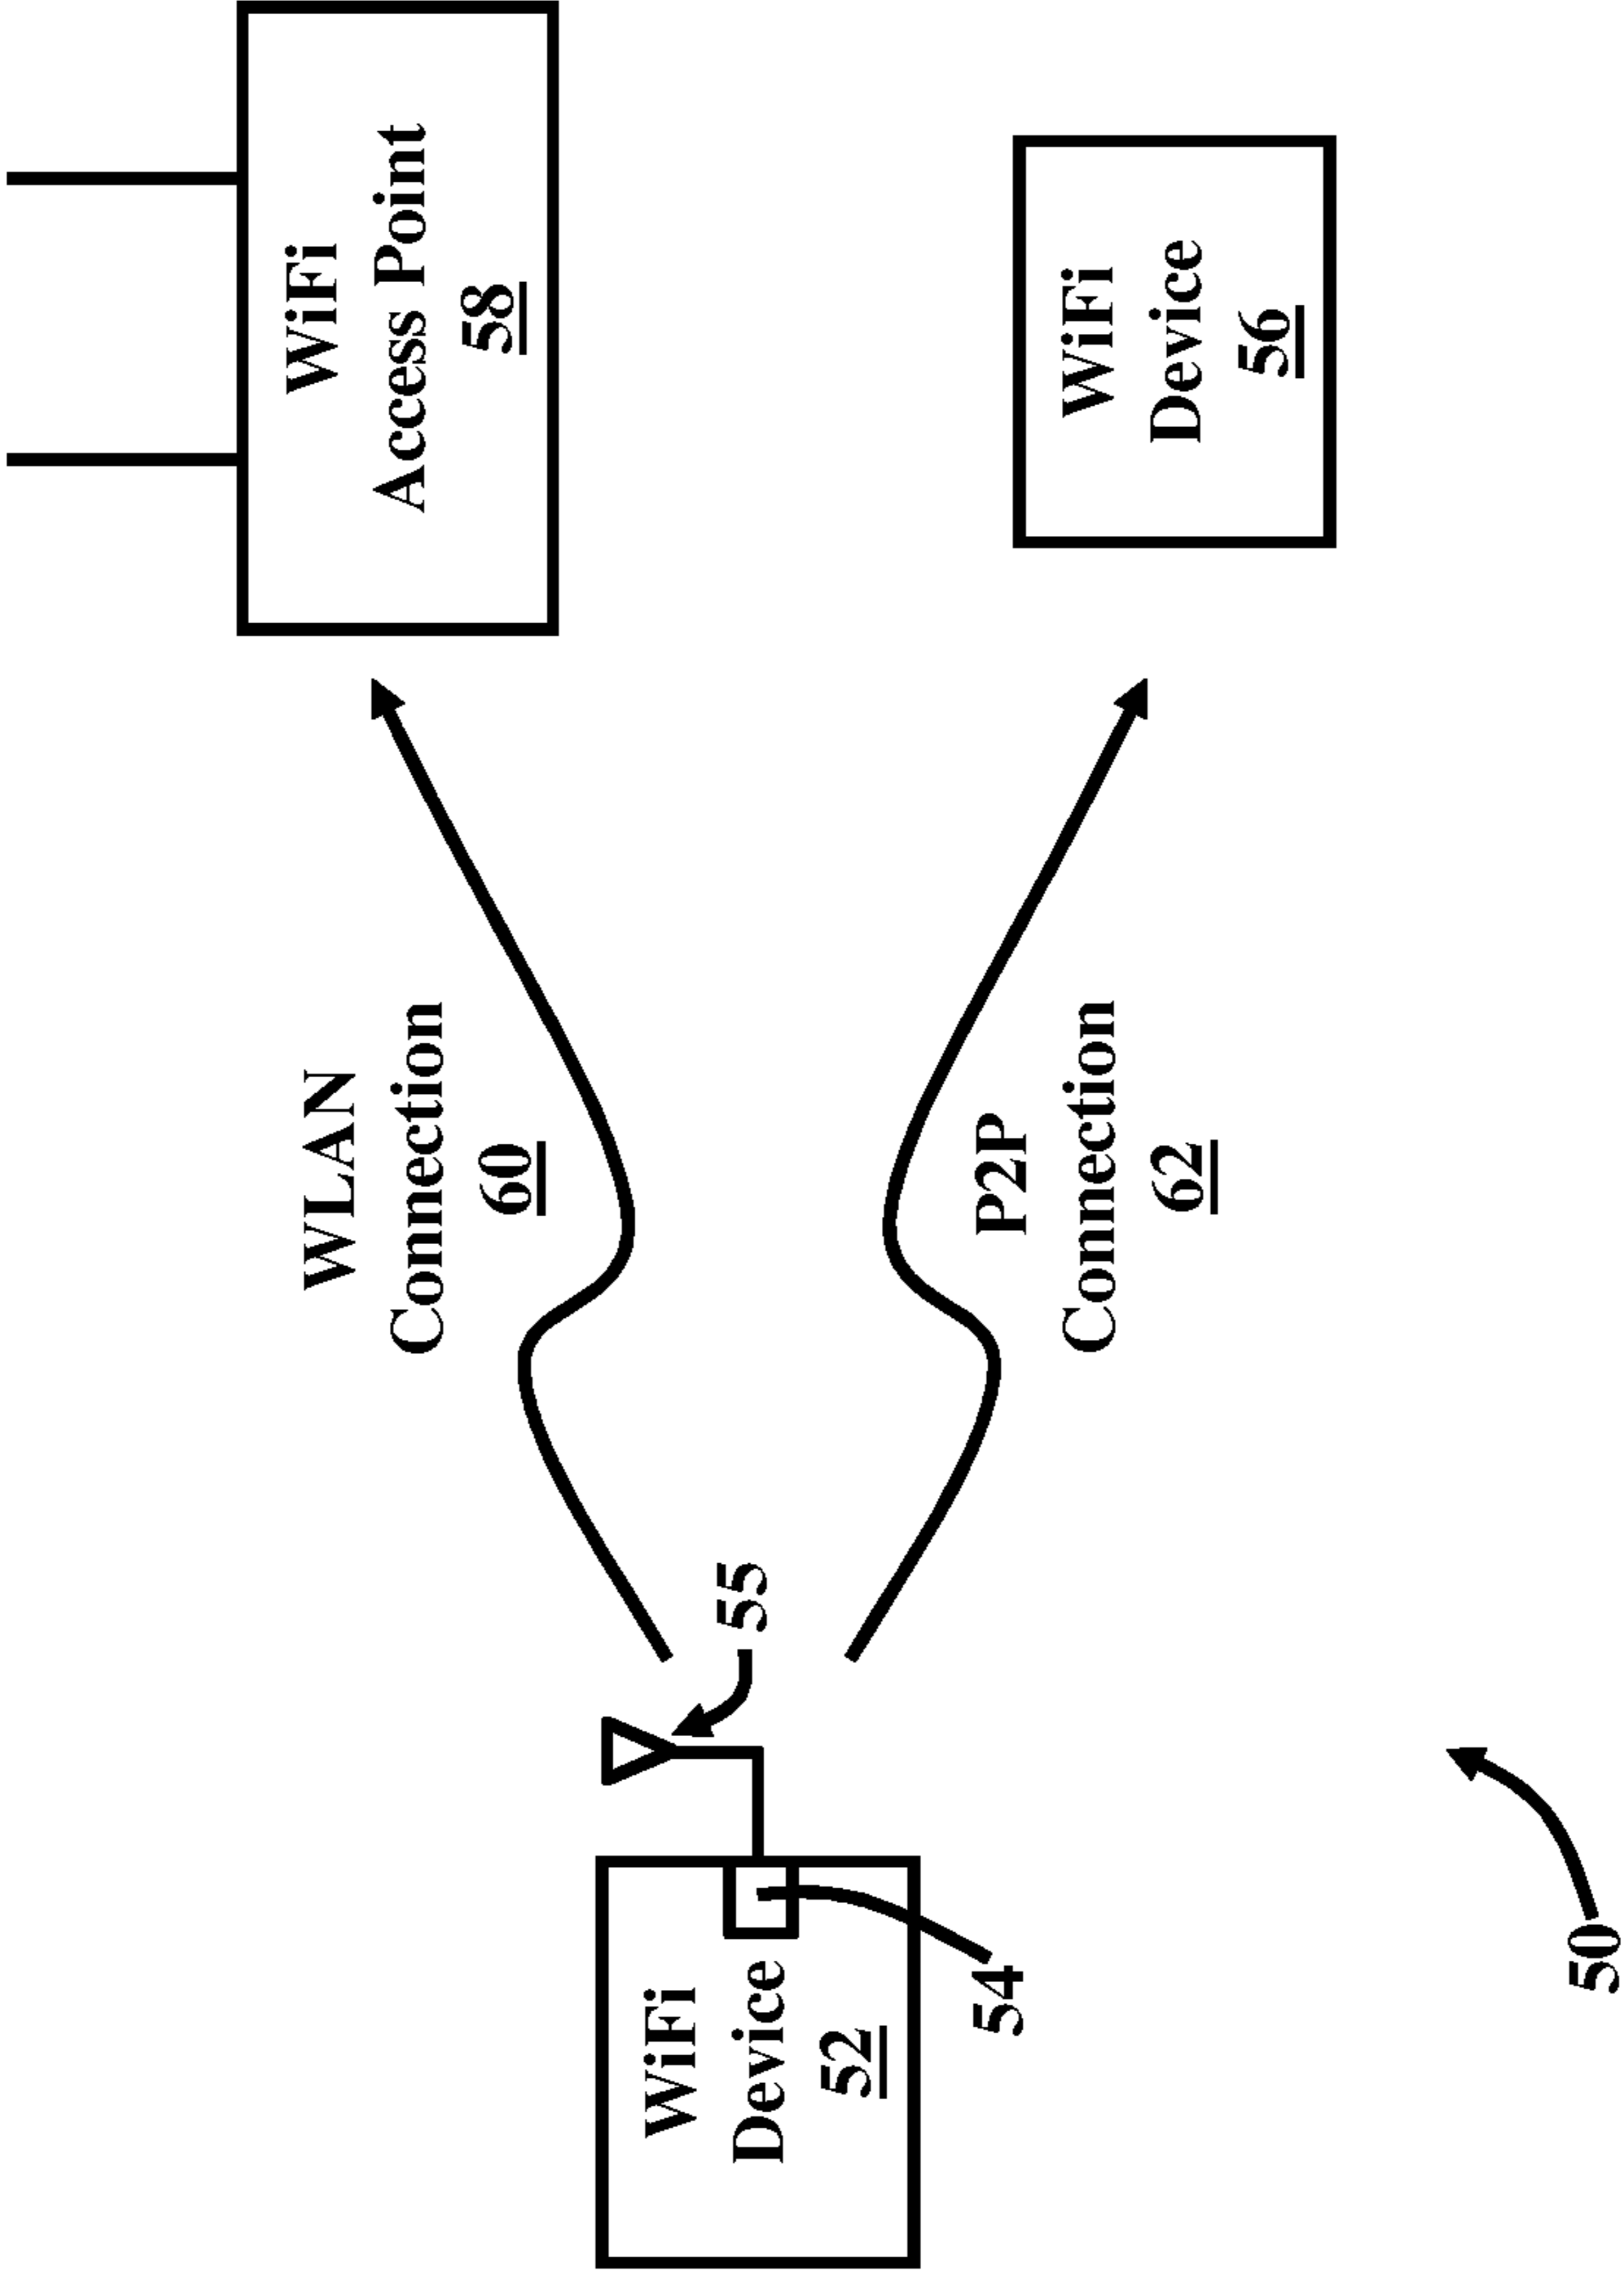 WiFi
Access Point
58
WLAN
Connection
60
WiFi
Device
52
55
54
P2P
Connection
62
WiFi
Device
56
50